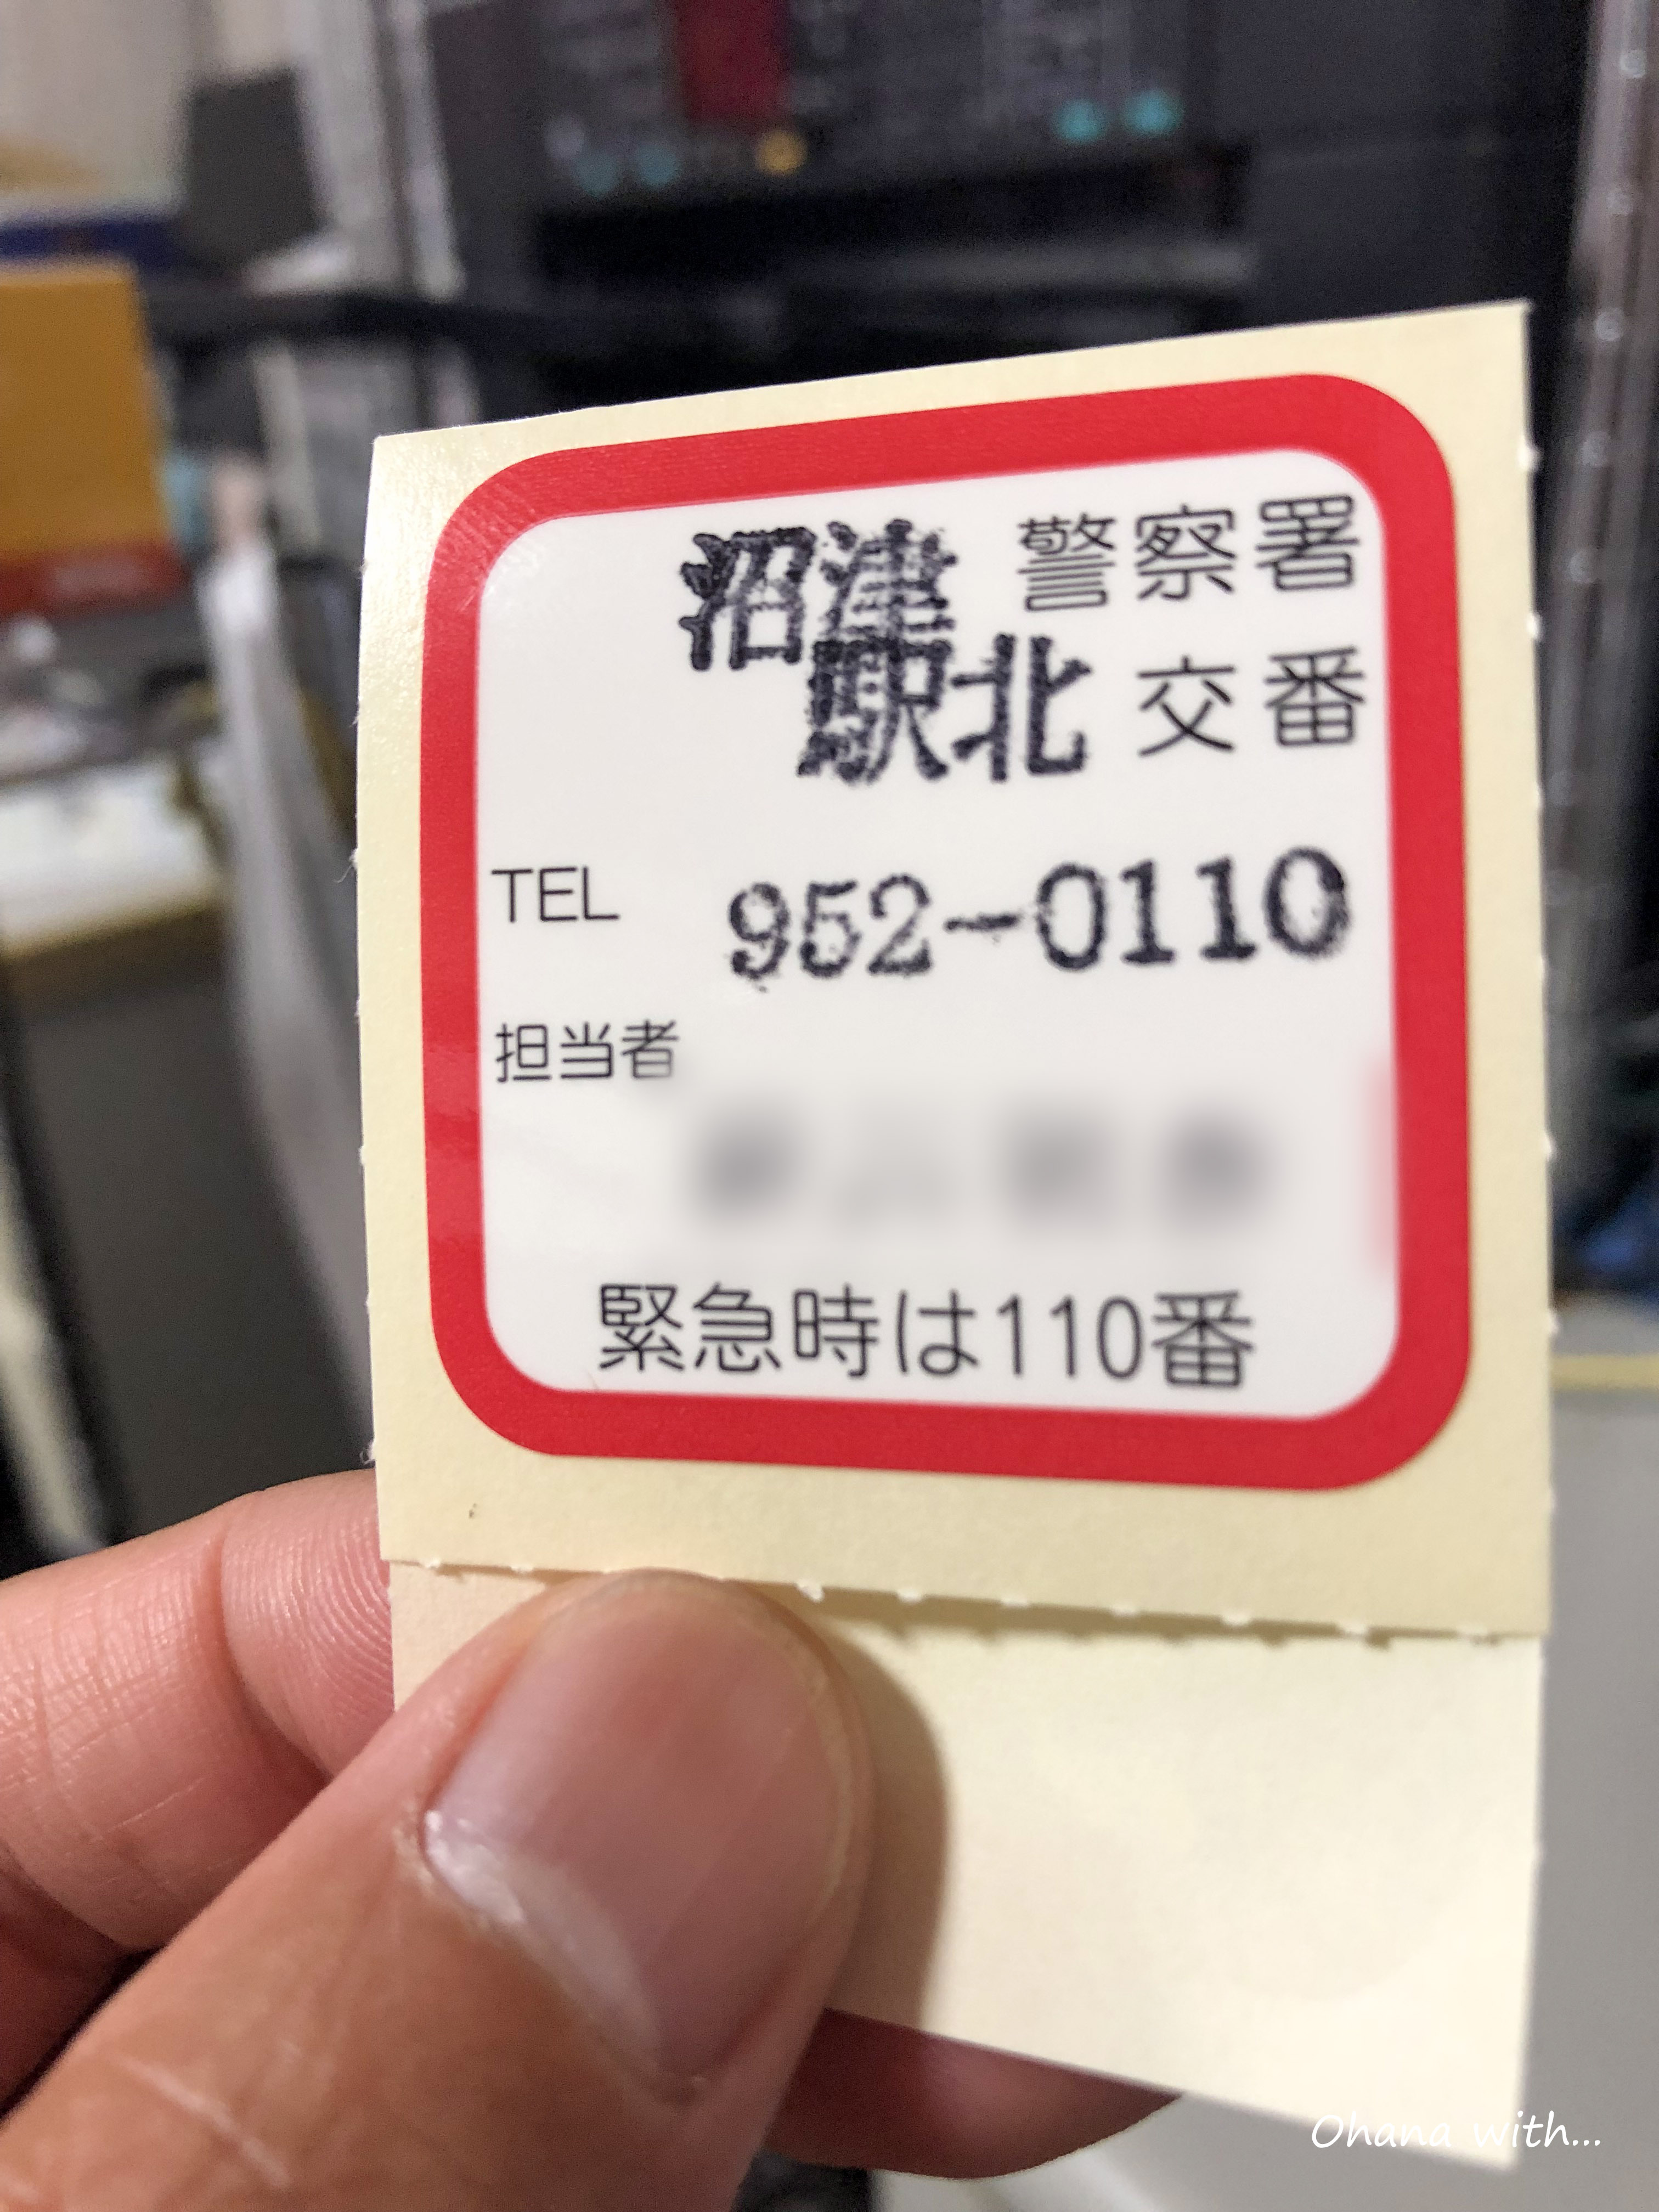 沼津 警察署
駅北 交番
TEL 952-0110
担当者
緊急時は110番
Ohana with...